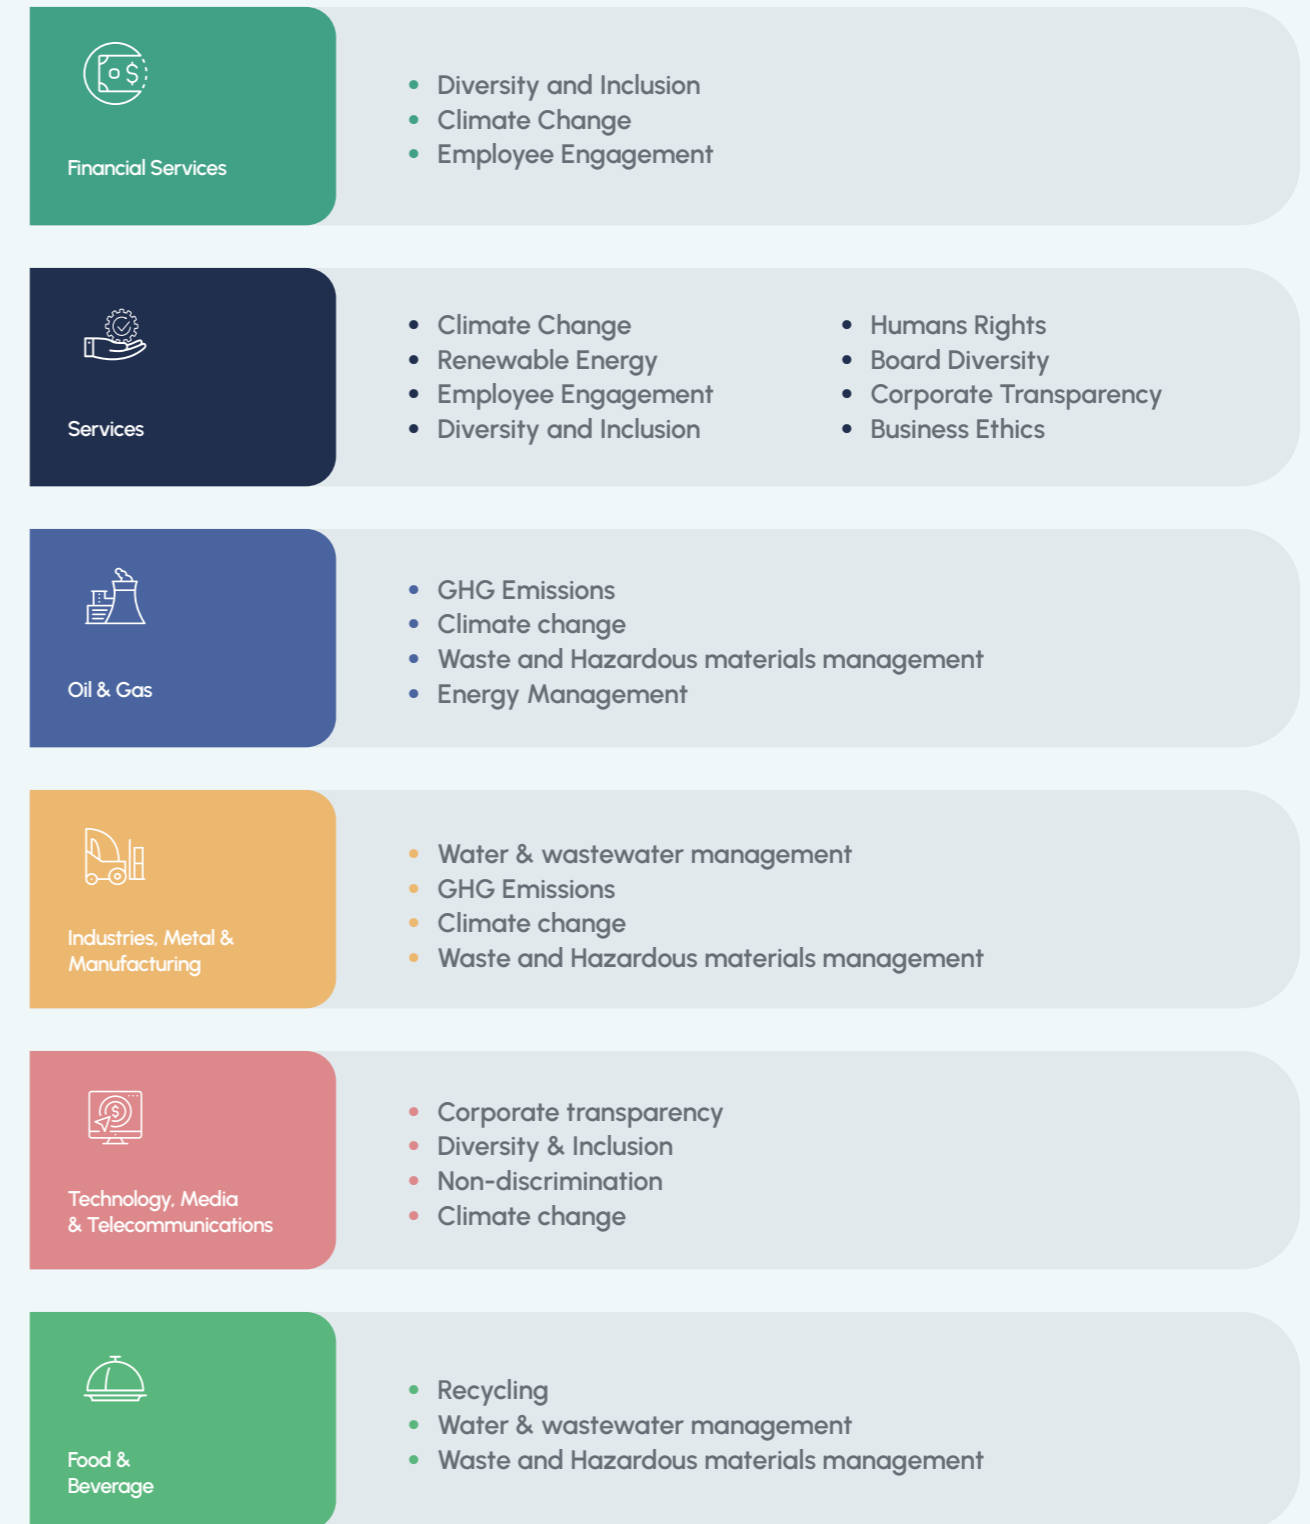 Financial Services
Diversity and Inclusion
Climate Change
Employee Engagement
Services
Climate Change
Renewable Energy
Employee Engagement
Diversity and Inclusion
Humans Rights
Board Diversity
Corporate Transparency
Business Ethics
Oil & Gas
GHG Emissions
Climate change
Waste and Hazardous materials management
Energy Management
Industries, Metal &
Manufacturing
Water & wastewater management
GHG Emissions
Climate change
Waste and Hazardous materials management
Technology, Media
& Telecommunications
Corporate transparency
Diversity & Inclusion
Non-discrimination
Climate change
Food &
Beverage
Recycling
Water & wastewater management
Waste and Hazardous materials management